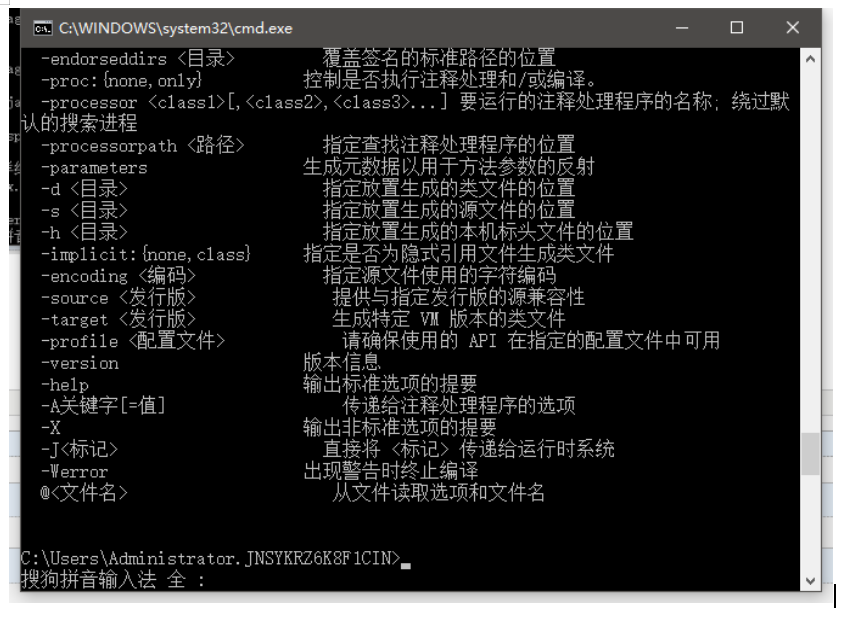 C:\WINDOWS\system32\cmd.exe
-endorseddirs <目录> 覆盖签名的标准路径的位置
-proc:{none,only} 控制是否执行注释处理和/或编译。
-processor <class1>[,<class2>,<class3>...] 要运行的注释处理程序的名称; 绕过默
认的搜索进程
-processorpath <路径> 指定查找注释处理程序的位置
-parameters 生成元数据以用于方法参数的反射
-d <目录> 指定放置生成的类文件的位置
-s <目录> 指定放置生成的源文件的位置
-h <目录> 指定放置生成的本机标头文件的位置
-implicit:{none,class} 指定是否为隐式引用文件生成类文件
-encoding <编码> 指定源文件使用的字符编码
-source <发行版> 提供与指定发行版的源兼容性
-target <发行版> 生成特定 VM 版本的类文件
-profile <配置文件> 请确保使用的 API 在指定的配置文件中可用
-version 版本信息
-help 输出标准选项的提要
-A关键字[=值] 传递给注释处理程序的选项
-X 输出非标准选项的提要
-J<标记> 直接将 <标记> 传递给运行时系统
-Werror 出现警告时终止编译
@<文件名> 从文件读取选项和文件名
C:\Users\Administrator.JNSYKRZ6K8F1CIN>_
搜狗拼音输入法 全 :